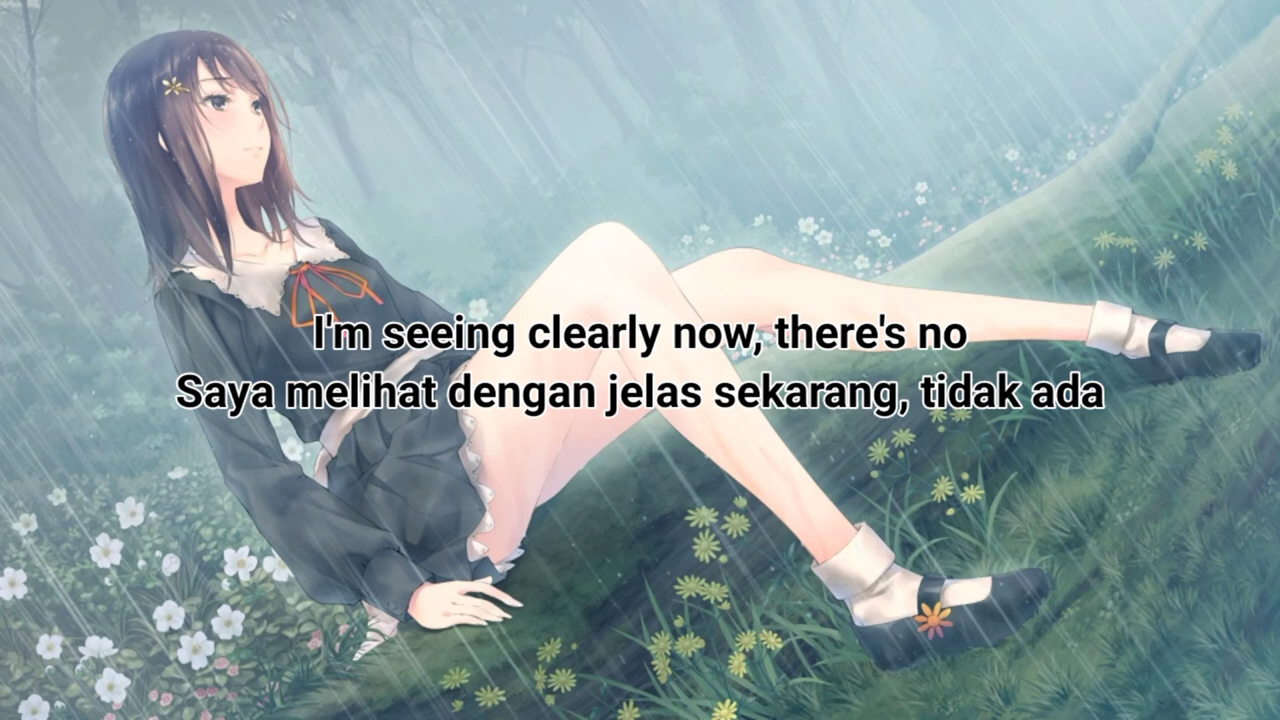 I'm seeing clearly now, there's no
Saya melihat dengan jelas sekarang, tidak ada